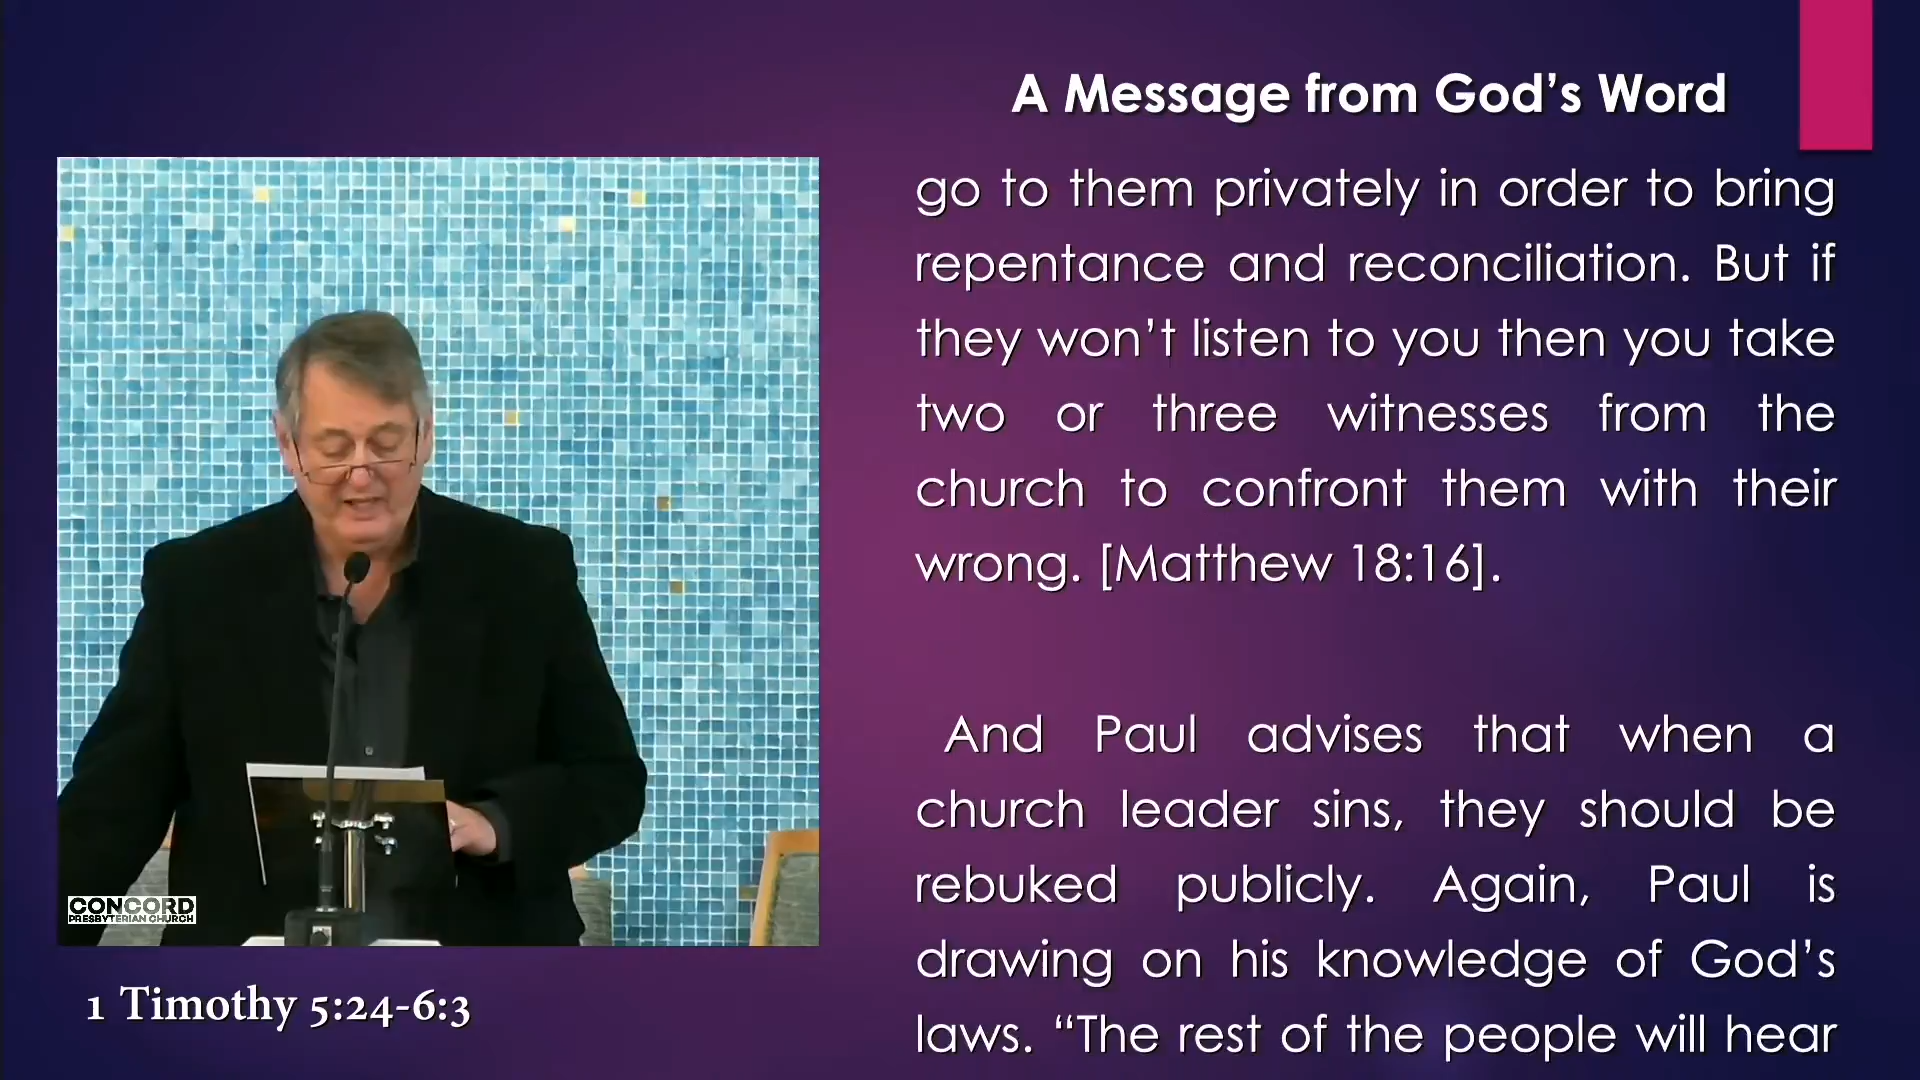 A Message from God’s Word
go to them privately in order to bring
repentance and reconciliation. But if
they won’t listen to you then you take
two or three witnesses from the
church to confront them with their
wrong. [Matthew 18:16].
And Paul advises that when a
church leader sins, they should be
rebuked publicly. Again, Paul is
drawing on his knowledge of God’s
laws. “The rest of the people will hear
CONCORD
PRESBYTERIAN CHURCH
1 Timothy 5:24-6:3